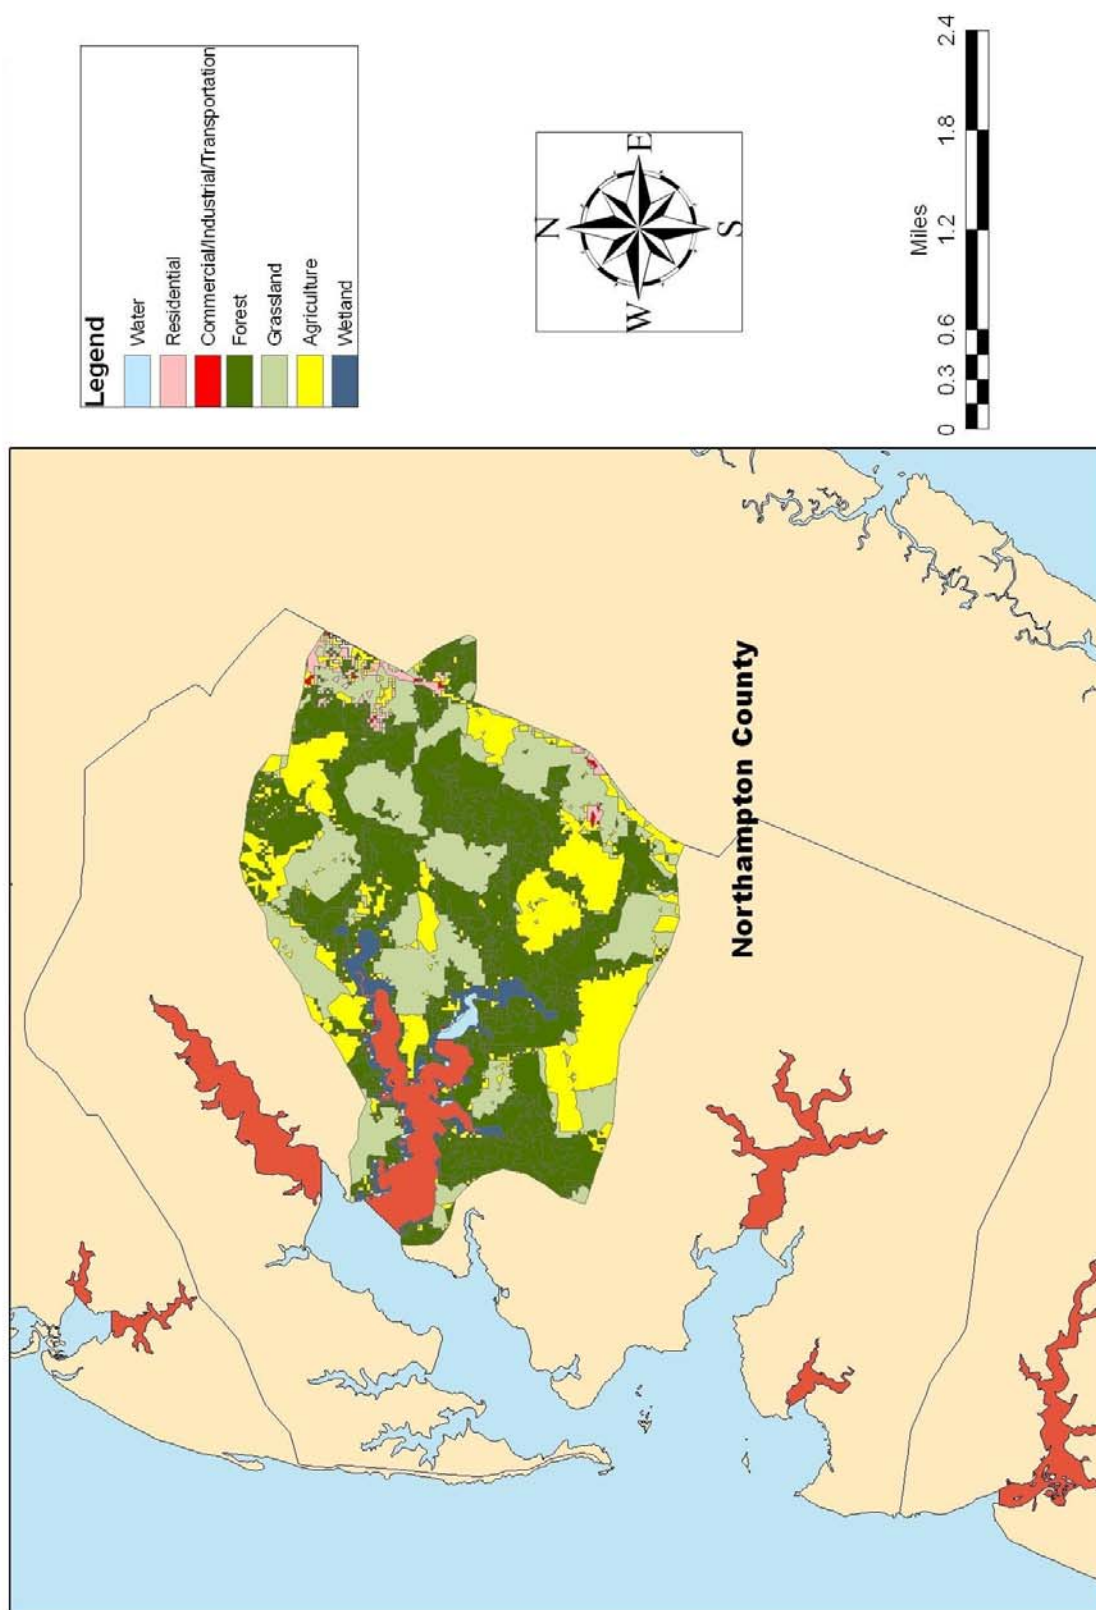 Legend
Water
Residential
Commercial/Industrial/Transportation
Forest
Grassland
Agriculture
Wetland
N
W E
S
Miles
0 0.3 0.6 1.2 1.8 2.4
Northampton County